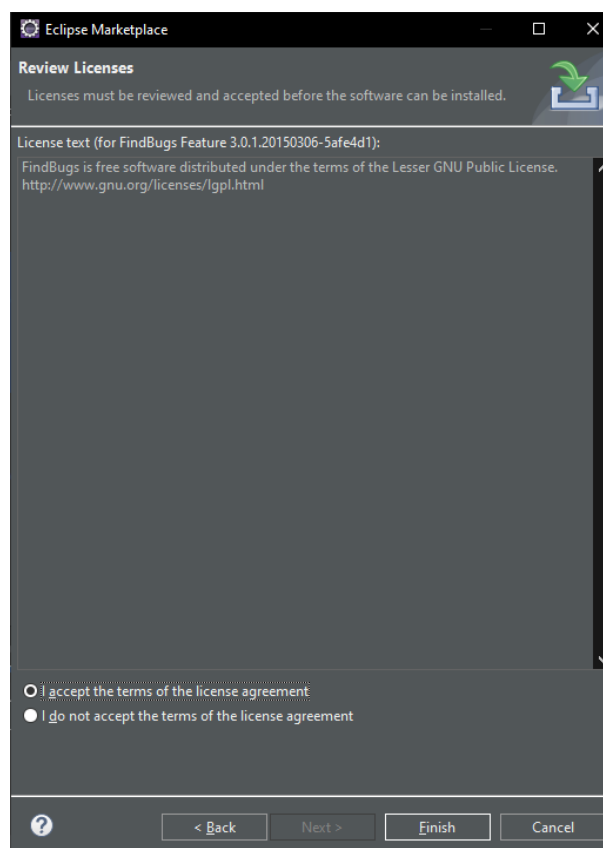 Eclipse Marketplace
Review Licenses
Licenses must be reviewed and accepted before the software can be installed.
License text (for FindBugs Feature 3.0.1.20150306-5afe4d1):
FindBugs is free software distributed under the terms of the Lesser GNU Public License.
http://www.gnu.org/licenses/lgpl.html
I accept the terms of the license agreement
I do not accept the terms of the license agreement
? < Back Next > Finish Cancel